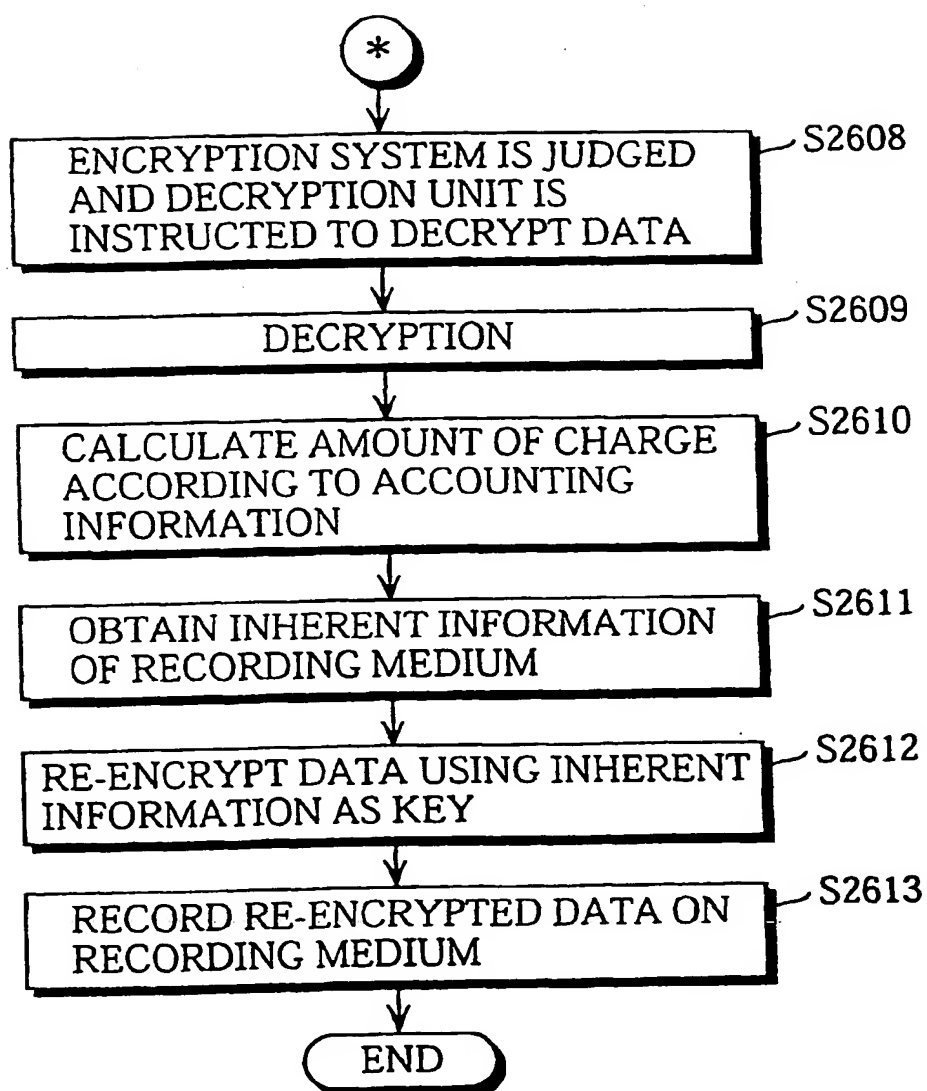 *
ENCRYPTION SYSTEM IS JUDGED
AND DECRYPTION UNIT IS
INSTRUCTED TO DECRYPT DATA
S2608
DECRYPTION
S2609
CALCULATE AMOUNT OF CHARGE
ACCORDING TO ACCOUNTING
INFORMATION
S2610
OBTAIN INHERENT INFORMATION
OF RECORDING MEDIUM
S2611
RE-ENCRYPT DATA USING INHERENT
INFORMATION AS KEY
S2612
RECORD RE-ENCRYPTED DATA ON
RECORDING MEDIUM
S2613
END